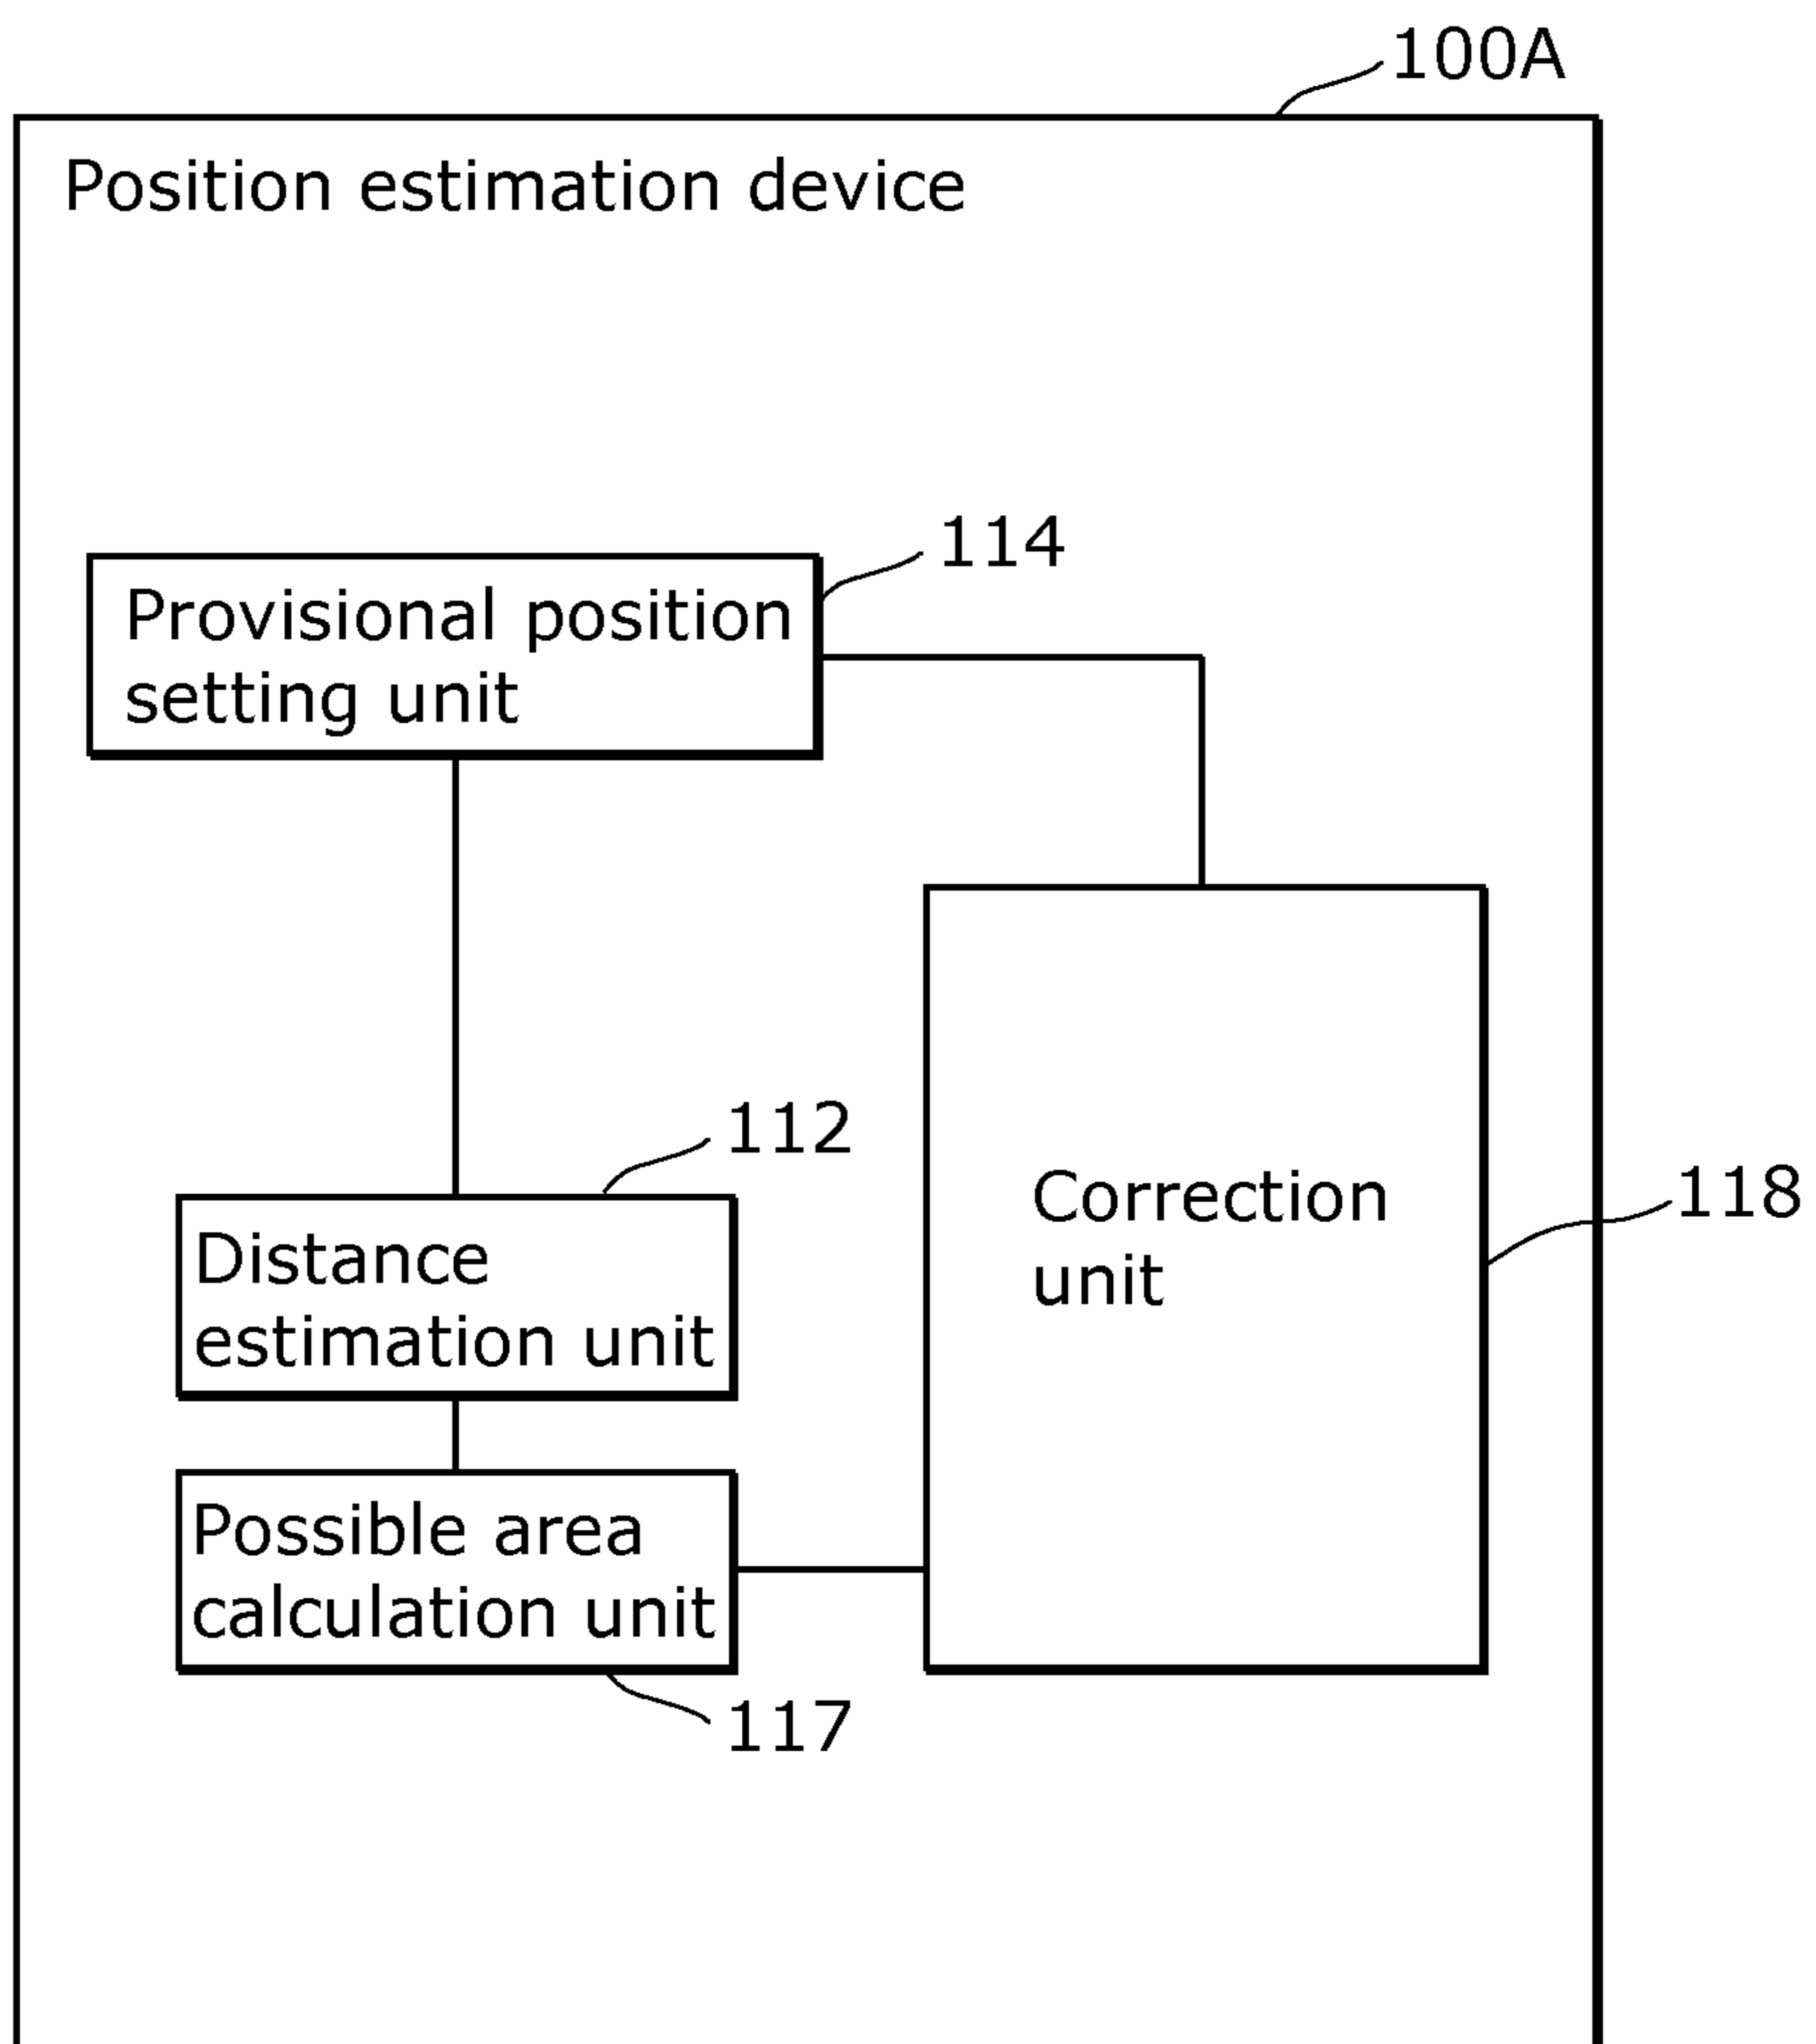 100A
Position estimation device
114
Provisional position
setting unit
112
Distance
estimation unit
Correction
unit
118
Possible area
calculation unit
117